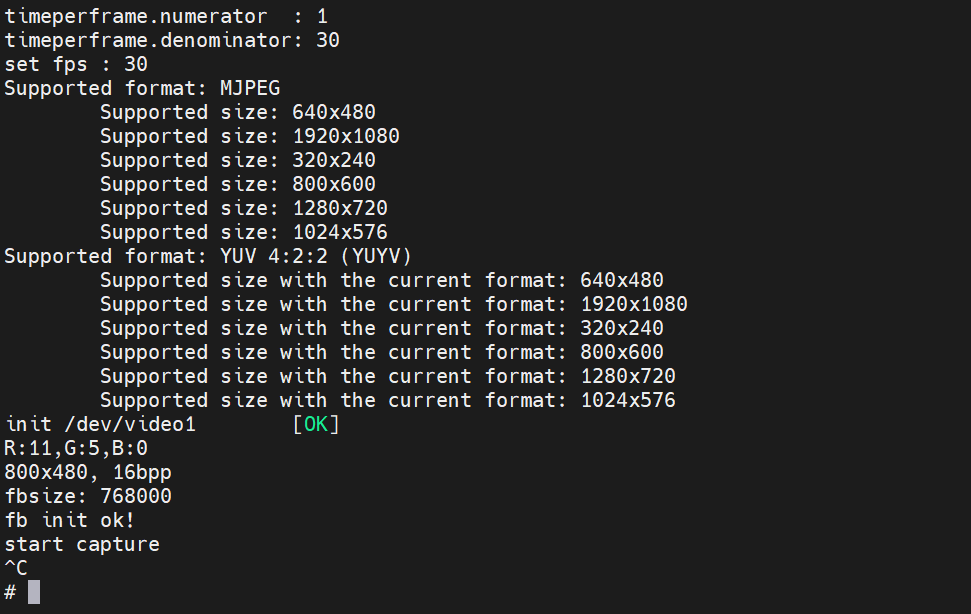 timeperframe.numerator  : 1
timeperframe.denominator: 30
set fps : 30
Supported format: MJPEG
        Supported size: 640x480
        Supported size: 1920x1080
        Supported size: 320x240
        Supported size: 800x600
        Supported size: 1280x720
        Supported size: 1024x576
Supported format: YUV 4:2:2 (YUYV)
        Supported size with the current format: 640x480
        Supported size with the current format: 1920x1080
        Supported size with the current format: 320x240
        Supported size with the current format: 800x600
        Supported size with the current format: 1280x720
        Supported size with the current format: 1024x576
init /dev/video1        [OK]
R:11,G:5,B:0
800x480, 16bpp
fbsize: 768000
fb init ok!
start capture
^C
#